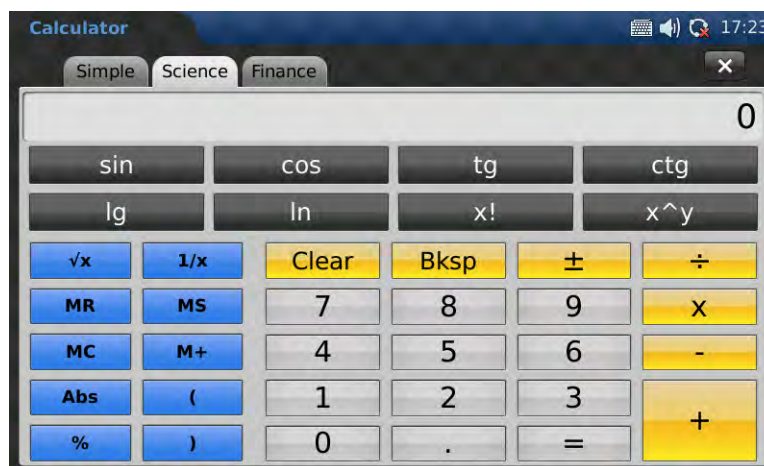 Calculator 17:23
Simple Science Finance
0
sin cos tg ctg
lg ln x! x^y
√x 1/x Clear Bksp ± ÷
MR MS 7 8 9 x
MC M+ 4 5 6 -
Abs ( 1 2 3 +
% ) 0 . =